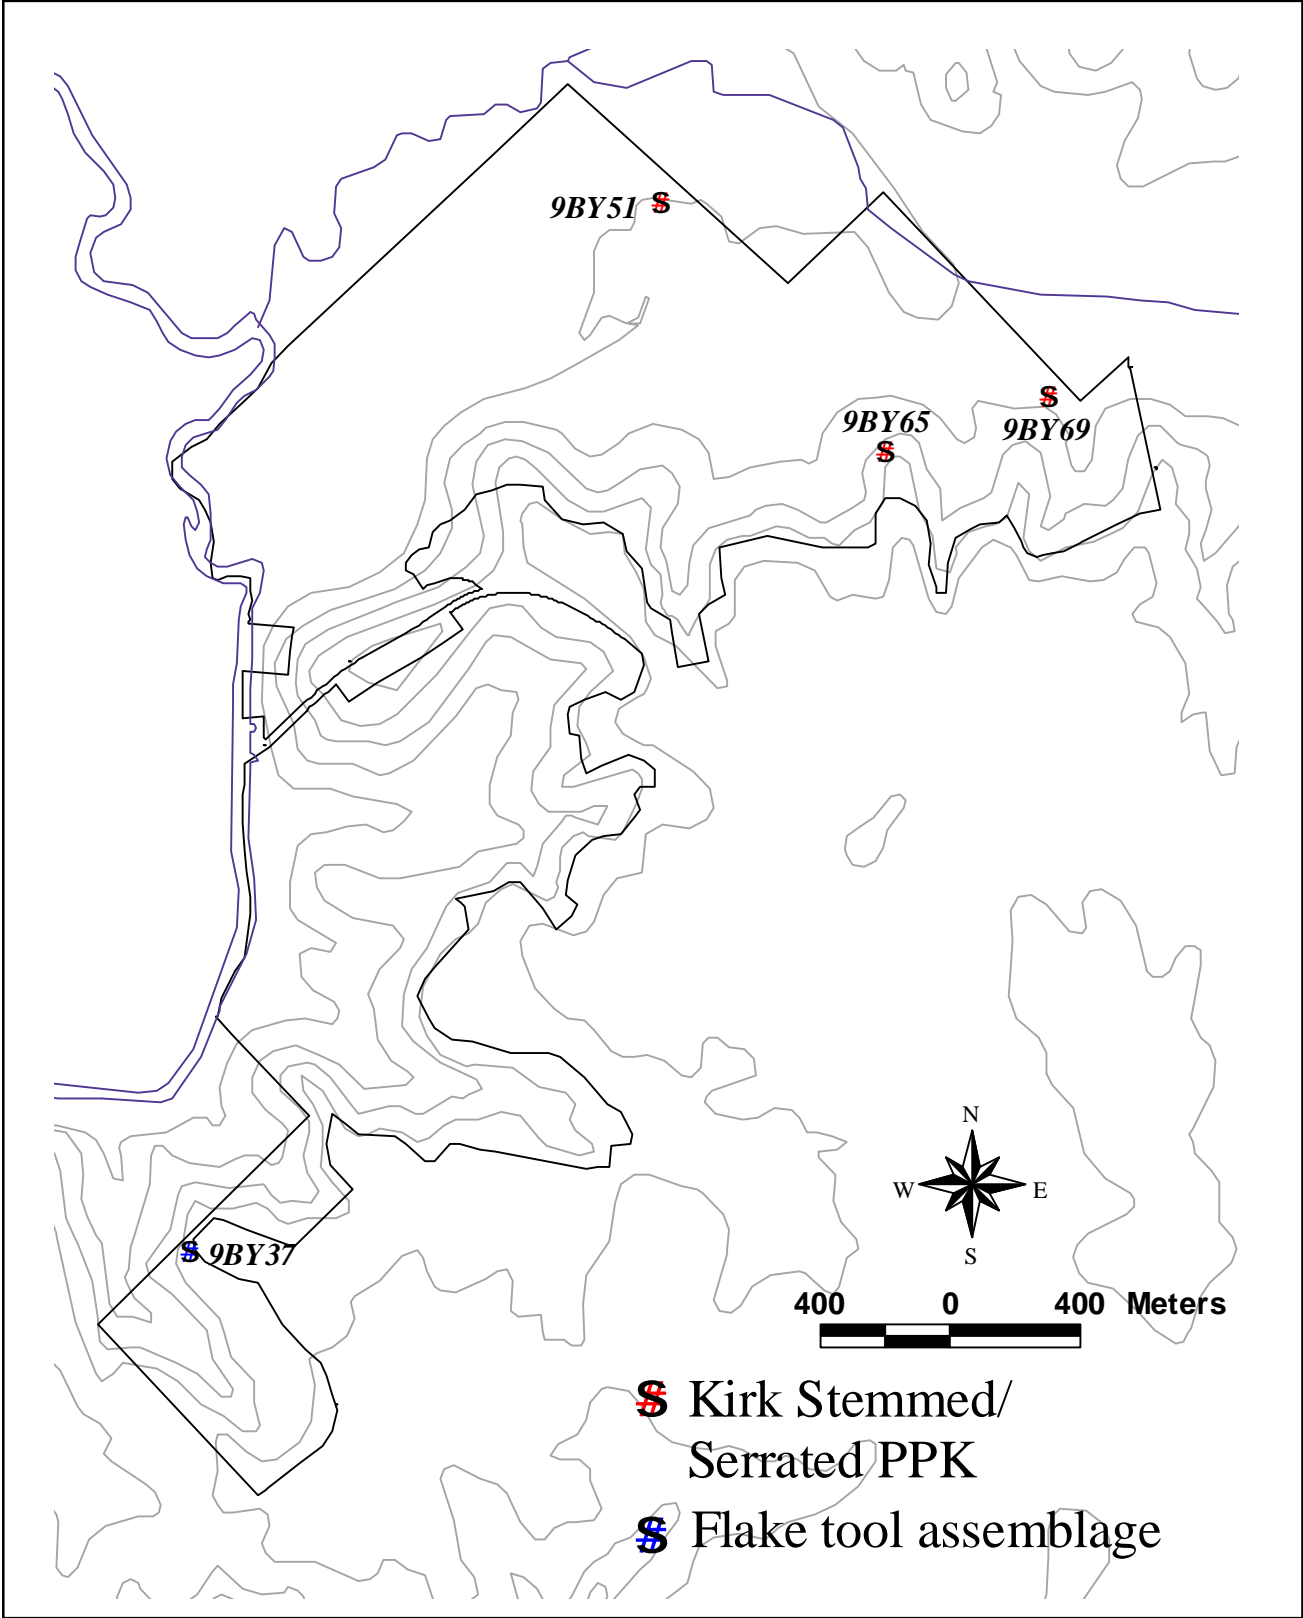 9BY51
9BY65
9BY69
N
W
E
S
9BY37
400 0 400 Meters
Kirk Stemmed/
Serrated PPK
Flake tool assemblage